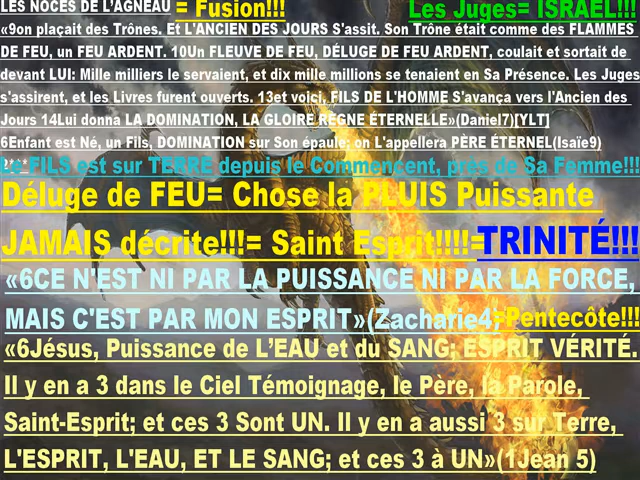 LES NOCES DE L'AGNEAU = Fusion!!! Les Juges= ISRAËL!!!
«9on plaçait des Trônes. Et L'ANCIEN DES JOURS S'assit. Son Trône était comme des FLAMMES
DE FEU, un FEU ARDENT. 10Un FLEUVE DE FEU, DÉLUGE DE FEU ARDENT, coulait et sortait de
devant LUI: Mille milliers le servaient, et dix mille millions se tenaient en Sa Présence. Les Juges
s'assirent, et les Livres furent ouverts. 13et voici, FILS DE L'HOMME S'avança vers l'Ancien des
Jours 14Lui donna LA DOMINATION, LA GLOIRE RÈGNE ÉTERNELLE»(Daniel7)[YLT]
6Enfant est Né, un Fils, DOMINATION sur Son épaule; on L'appellera PÈRE ÉTERNEL(Isaïe9)
Le FILS est sur TERRE depuis le Commencent, près de Sa Femme!!!
Déluge de FEU= Chose la PLUIS Puissante
JAMAIS décrite!!!= Saint Esprit!!!!=TRINITÉ!!!
«6CE N'EST NI PAR LA PUISSANCE NI PAR LA FORCE,
MAIS C'EST PAR MON ESPRIT»(Zacharie4; =Pentecôte!!!
«6Jésus, Puissance de L'EAU et du SANG; ESPRIT VÉRITÉ.
Il y en a 3 dans le Ciel Témoignage, le Père, la Parole,
Saint-Esprit; et ces 3 Sont UN. Il y en a aussi 3 sur Terre,
L'ESPRIT, L'EAU, ET LE SANG; et ces 3 à UN»(1Jean 5)